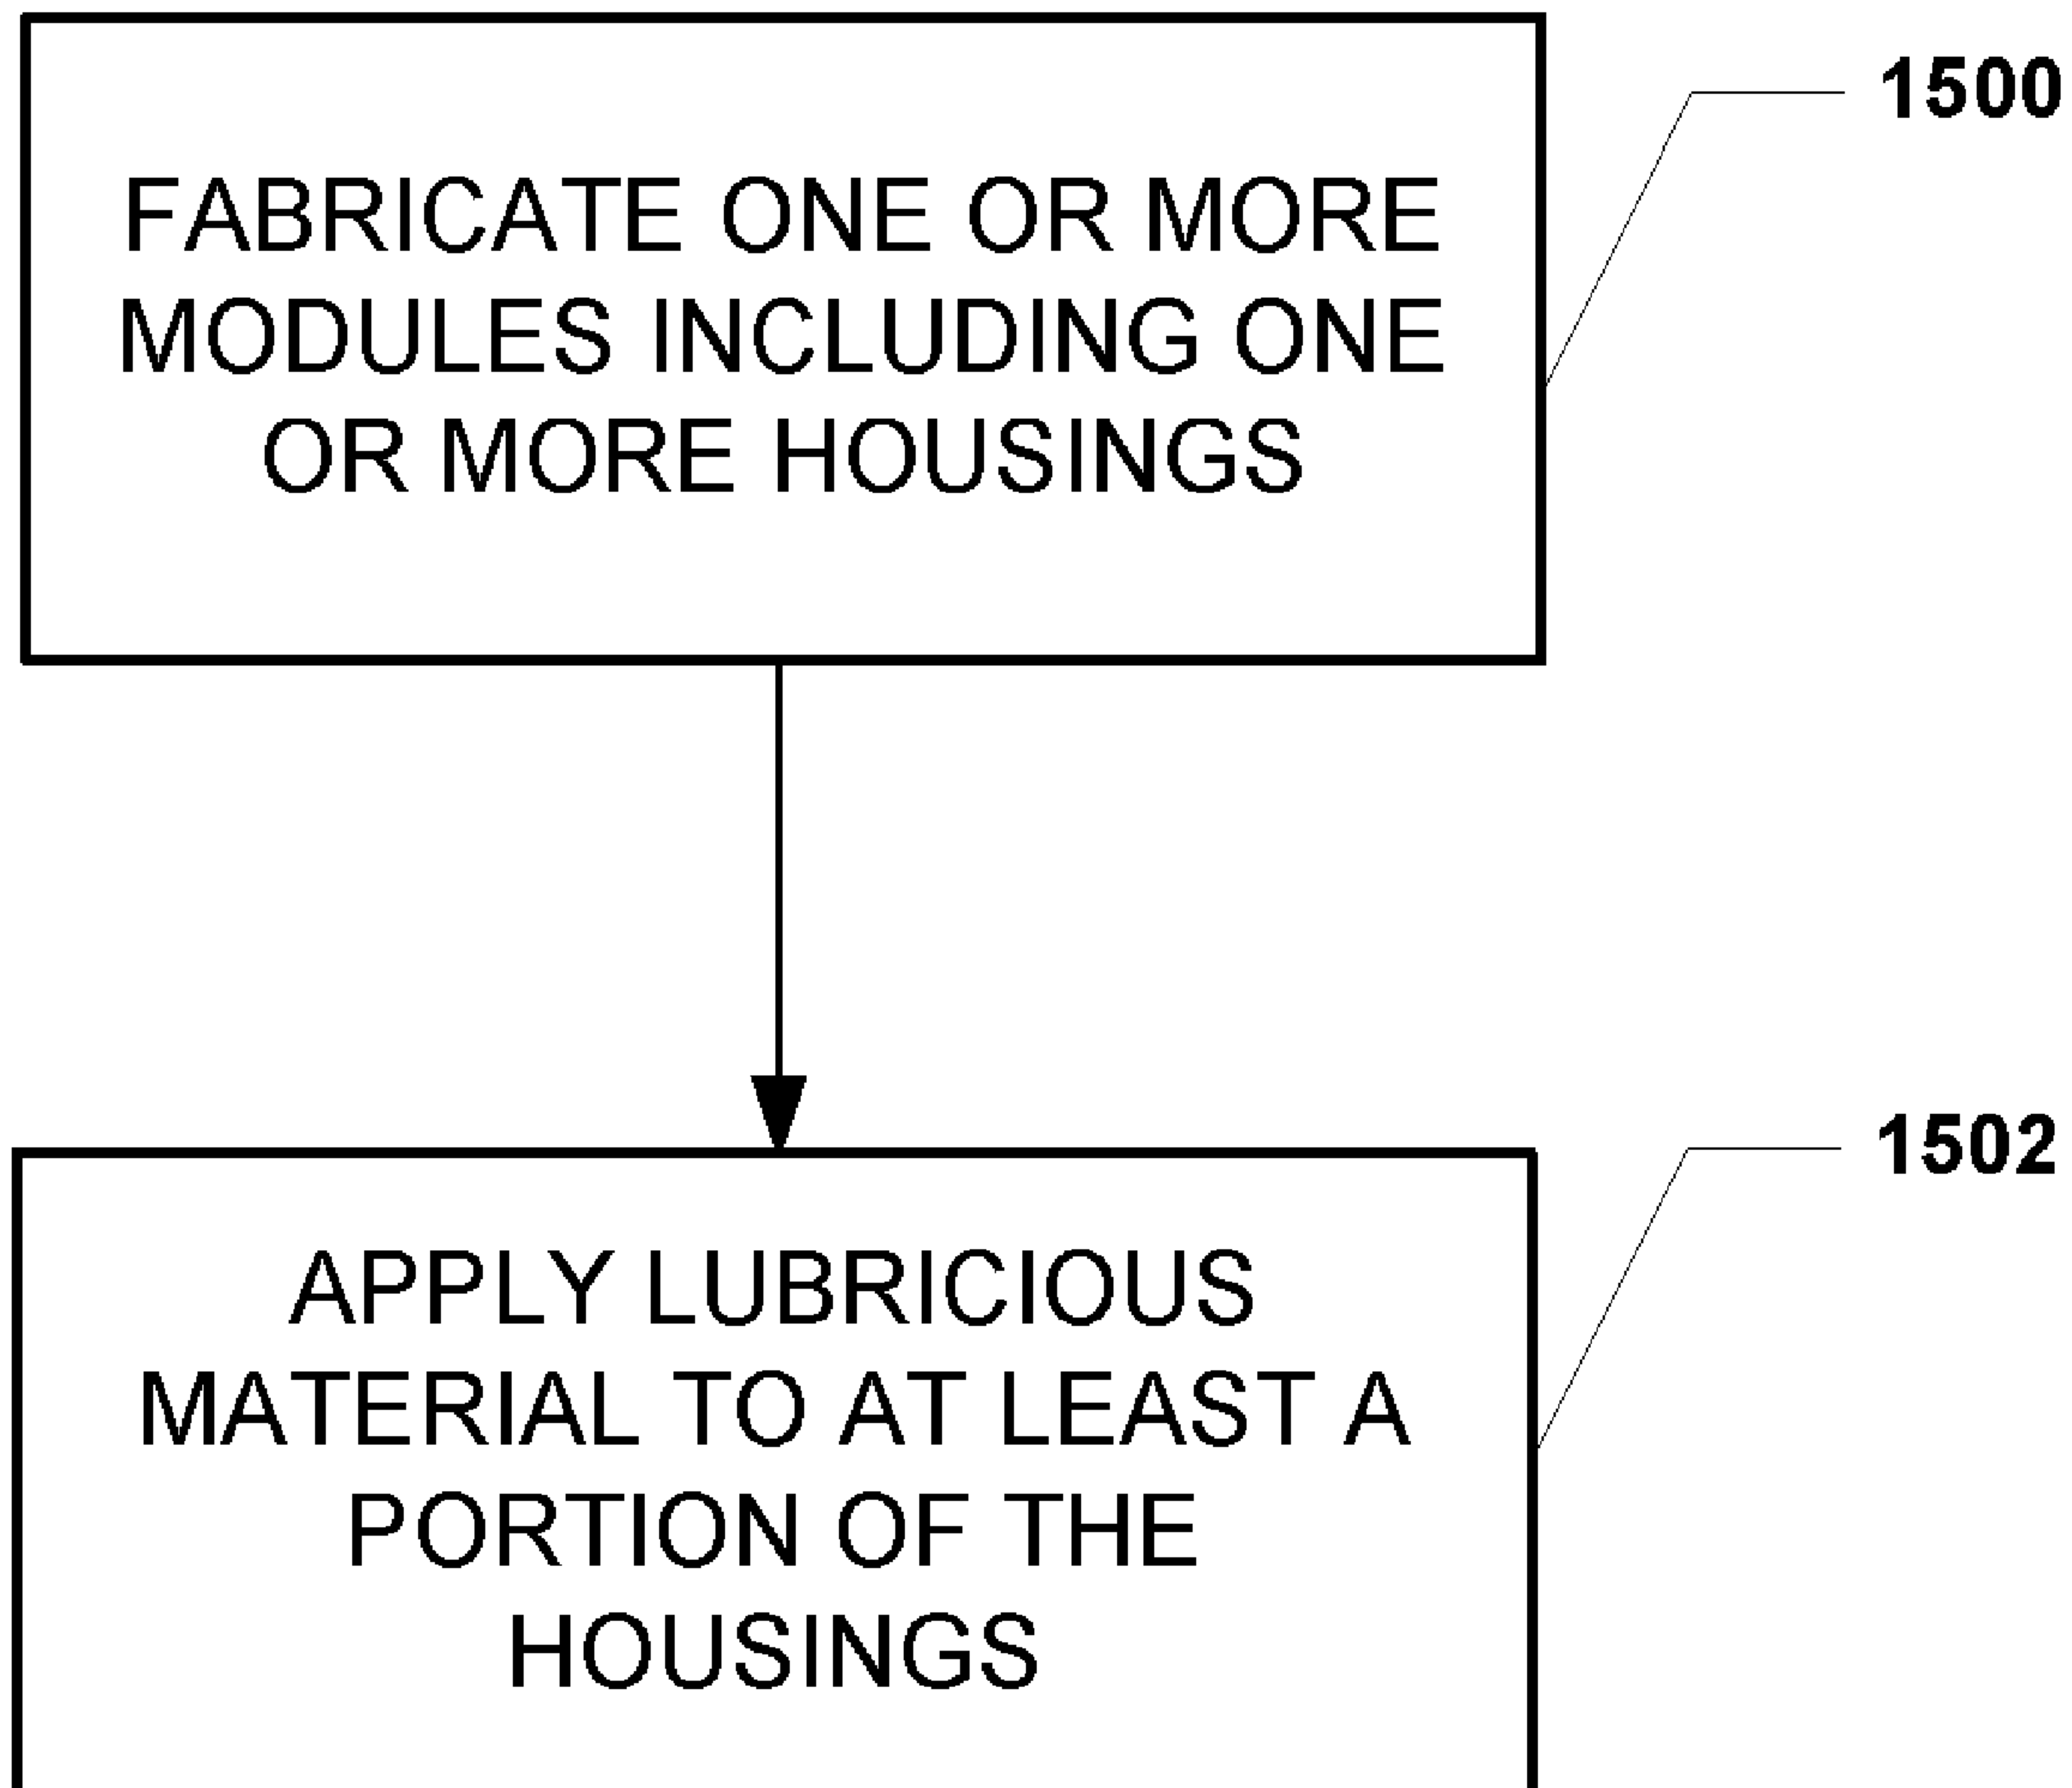 1500
FABRICATE ONE OR MORE
MODULES INCLUDING ONE
OR MORE HOUSINGS
1502
APPLY LUBRICIOUS
MATERIAL TO AT LEAST A
PORTION OF THE
HOUSINGS